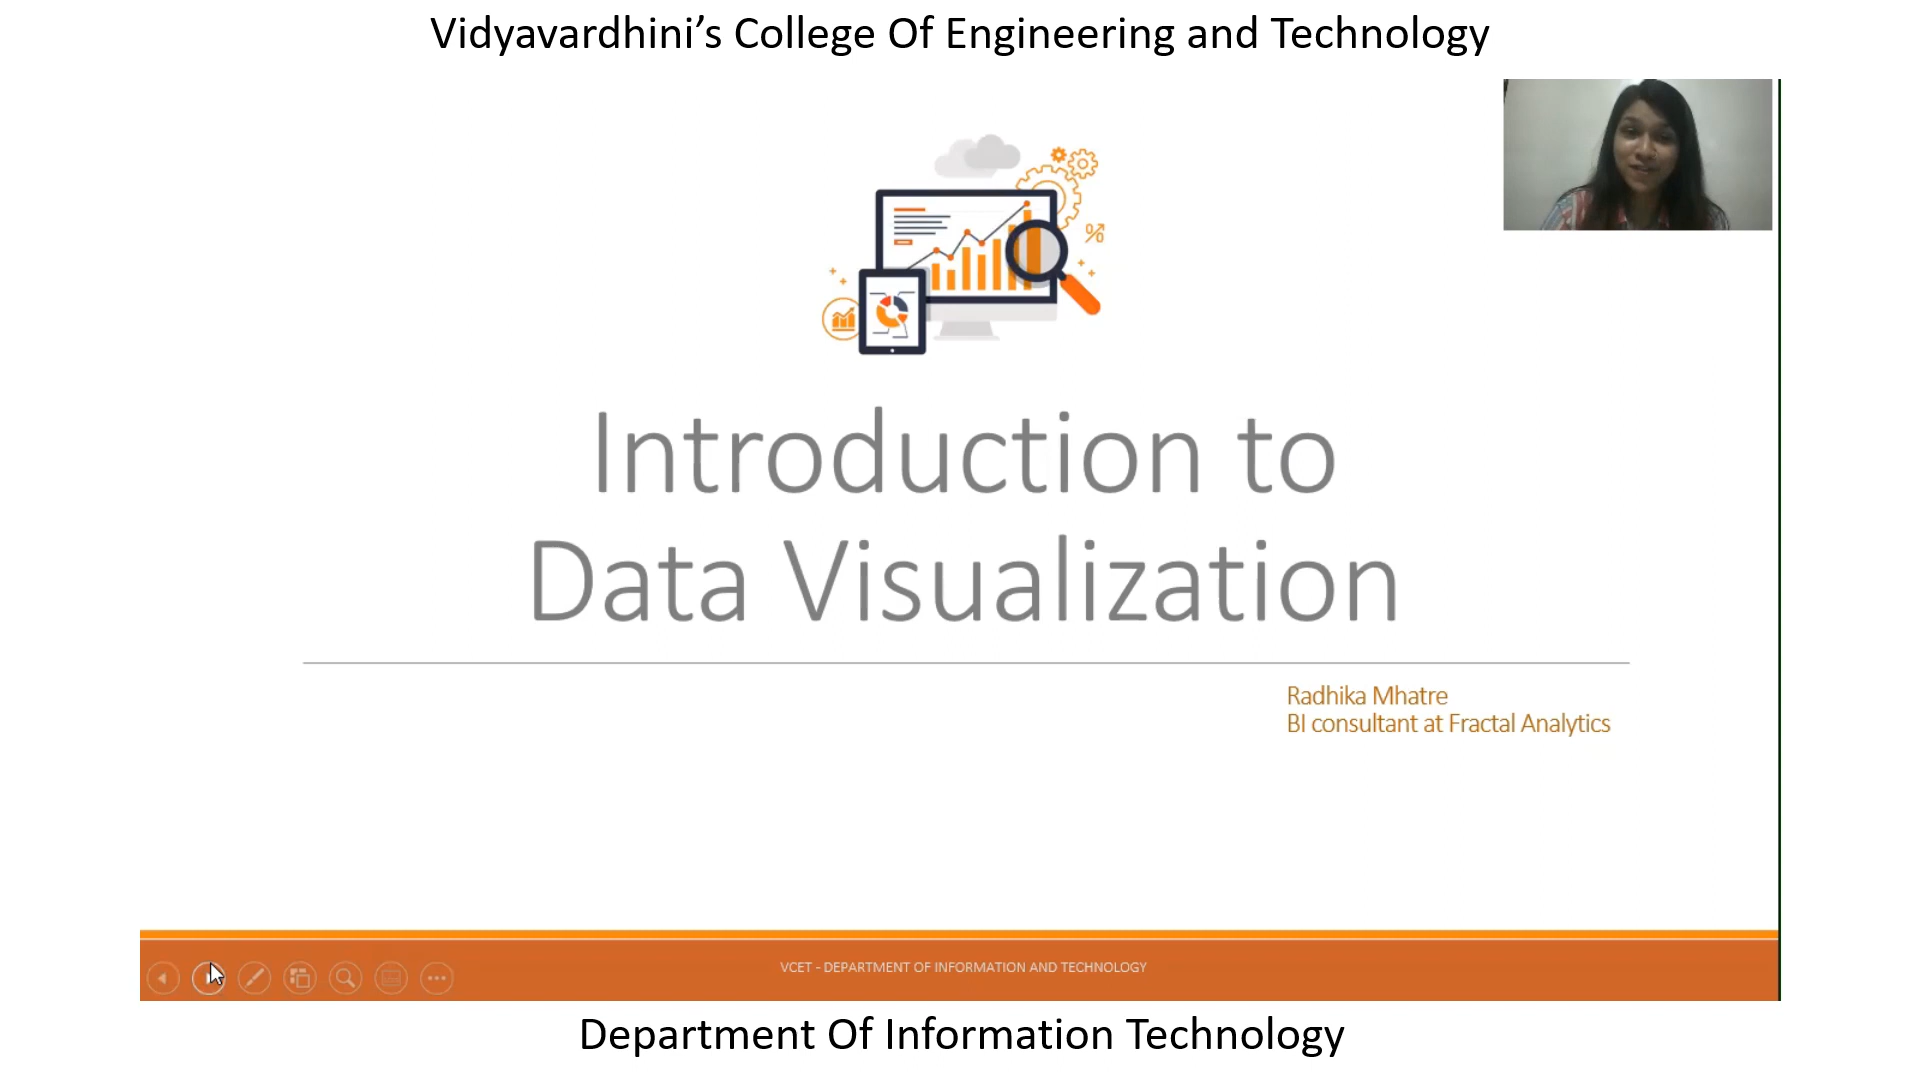 Vidyavardhini’s College Of Engineering and Technology
%
Introduction to
Data Visualization
Radhika Mhatre
BI consultant at Fractal Analytics
VCET - DEPARTMENT OF INFORMATION AND TECHNOLOGY
Department Of Information Technology